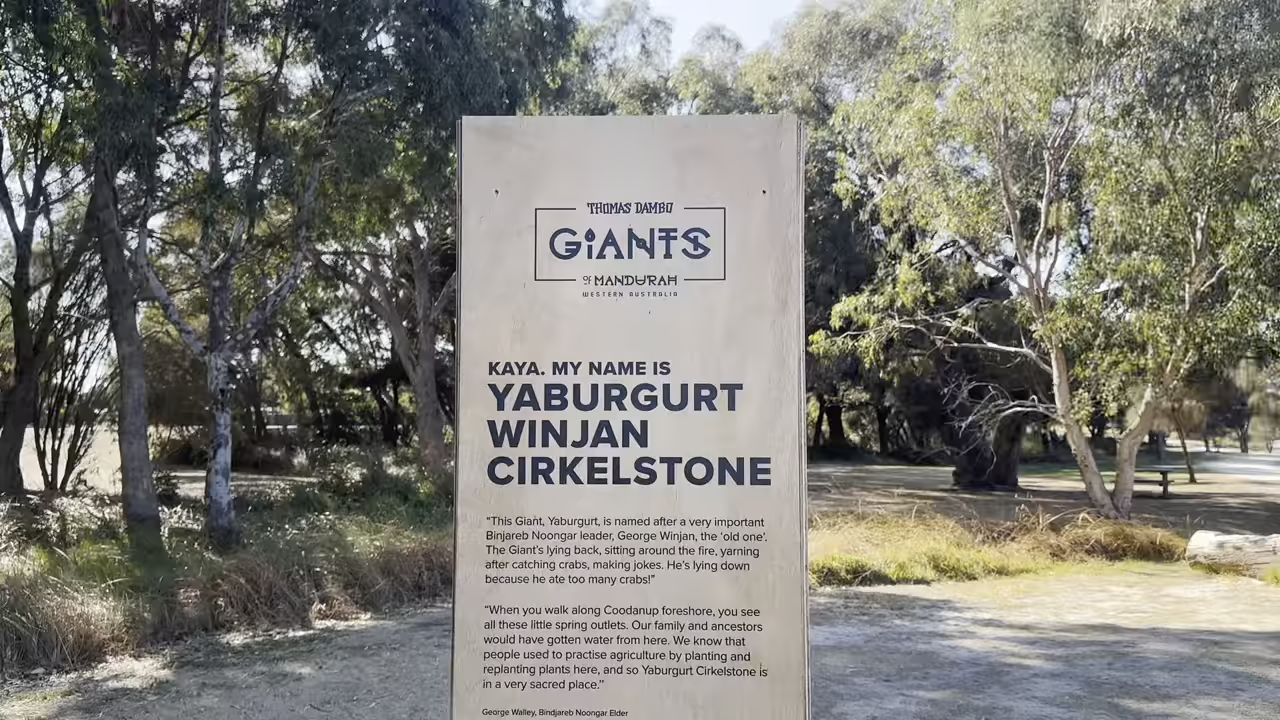 THOMAS DAMBO
GiANTS
OF MANDURAH
WESTERN AUSTRALIA
KAYA. MY NAME IS
YABURGURT
WINJAN
CIRKELSTONE
"This Giant, Yaburgurt, is named after a very important
Binjareb Noongar leader, George Winjan, the ‘old one’.
The Giant’s lying back, sitting around the fire, yarning
after catching crabs, making jokes. He’s lying down
because he ate too many crabs!”
“When you walk along Coodanup foreshore, you see
all these little spring outlets. Our family and ancestors
would have gotten water from here. We know that
people used to practise agriculture by planting and
replanting plants here, and so Yaburgurt Cirkelstone is
in a very sacred place.”
George Walley, Bindjareb Noongar Elder